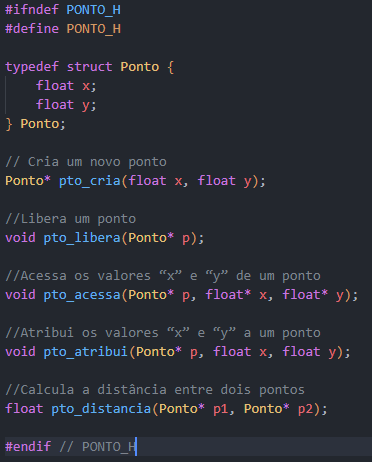 #ifndef PONTO_H
#define PONTO_H
typedef struct Ponto {
    float x;
    float y;
} Ponto;
// Cria um novo ponto
Ponto* pto_cria(float x, float y);
//Libera um ponto
void pto_libera(Ponto* p);
//Acessa os valores “x” e “y” de um ponto
void pto_acessa(Ponto* p, float* x, float* y);
//Atribui os valores “x” e “y” a um ponto
void pto_atribui(Ponto* p, float x, float y);
//Calcula a distância entre dois pontos
float pto_distancia(Ponto* p1, Ponto* p2);
#endif // PONTO_H